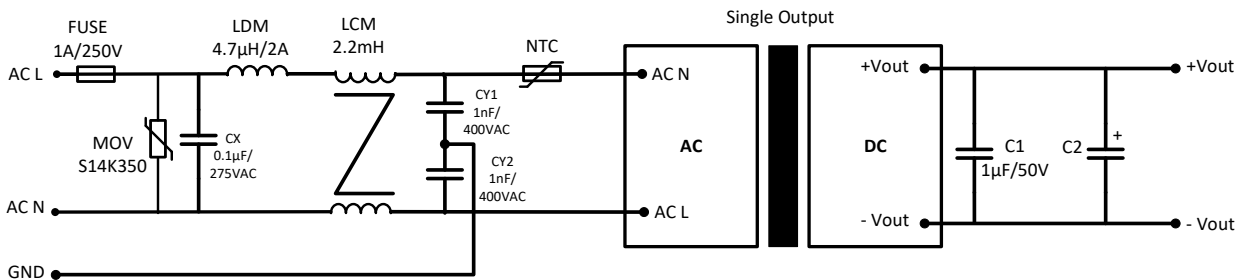 Single Output
FUSE
1A/250V
LDM
4.7µH/2A
LCM
2.2mH
NTC
AC L
AC N
+Vout
+Vout
MOV
S14K350
CX
0.1µF/
275VAC
CY1
1nF/
400VAC
CY2
1nF/
400VAC
AC
DC
C1
1µF/50V
C2
+
AC N
AC L
- Vout
- Vout
GND